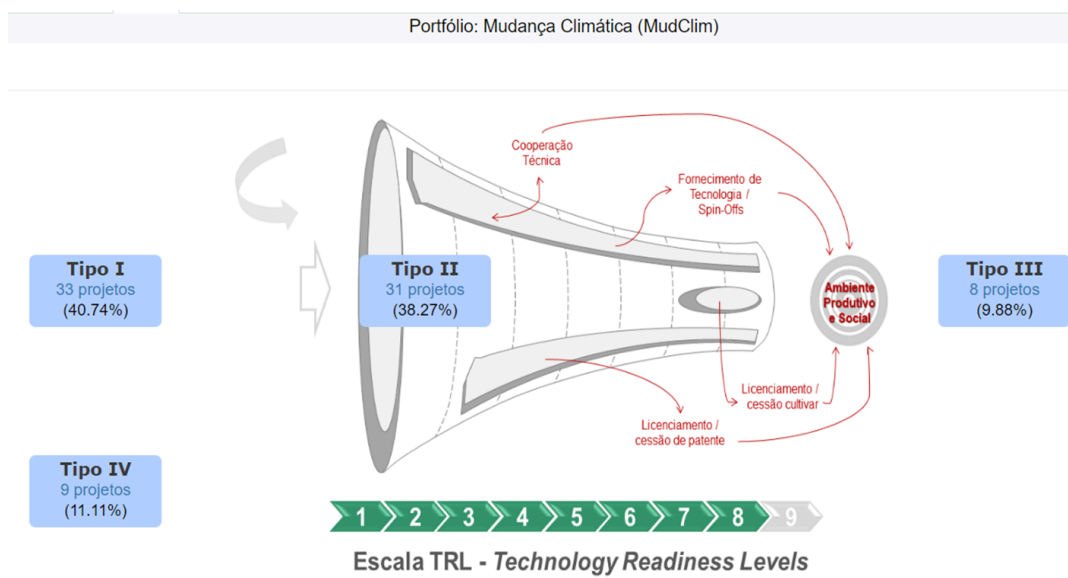 Portfólio: Mudança Climática (MudClim)
Cooperação
Técnica
Fornecimento de
Tecnologia /
Spin-Offs
Tipo I
33 projetos
(40.74%)
Tipo II
31 projetos
(38.27%)
Ambiente
Produtivo
e Social
Tipo III
8 projetos
(9.88%)
Licenciamento /
cessão cultivar
Licenciamento /
cessão de patente
Tipo IV
9 projetos
(11.11%)
1 2 3 4 5 6 7 8 9
Escala TRL - Technology Readiness Levels